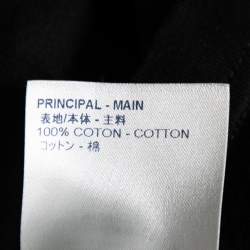 PRINCIPAL - MAIN
表地/本体 - 主料
100% COTON - COTTON
コットン - 棉